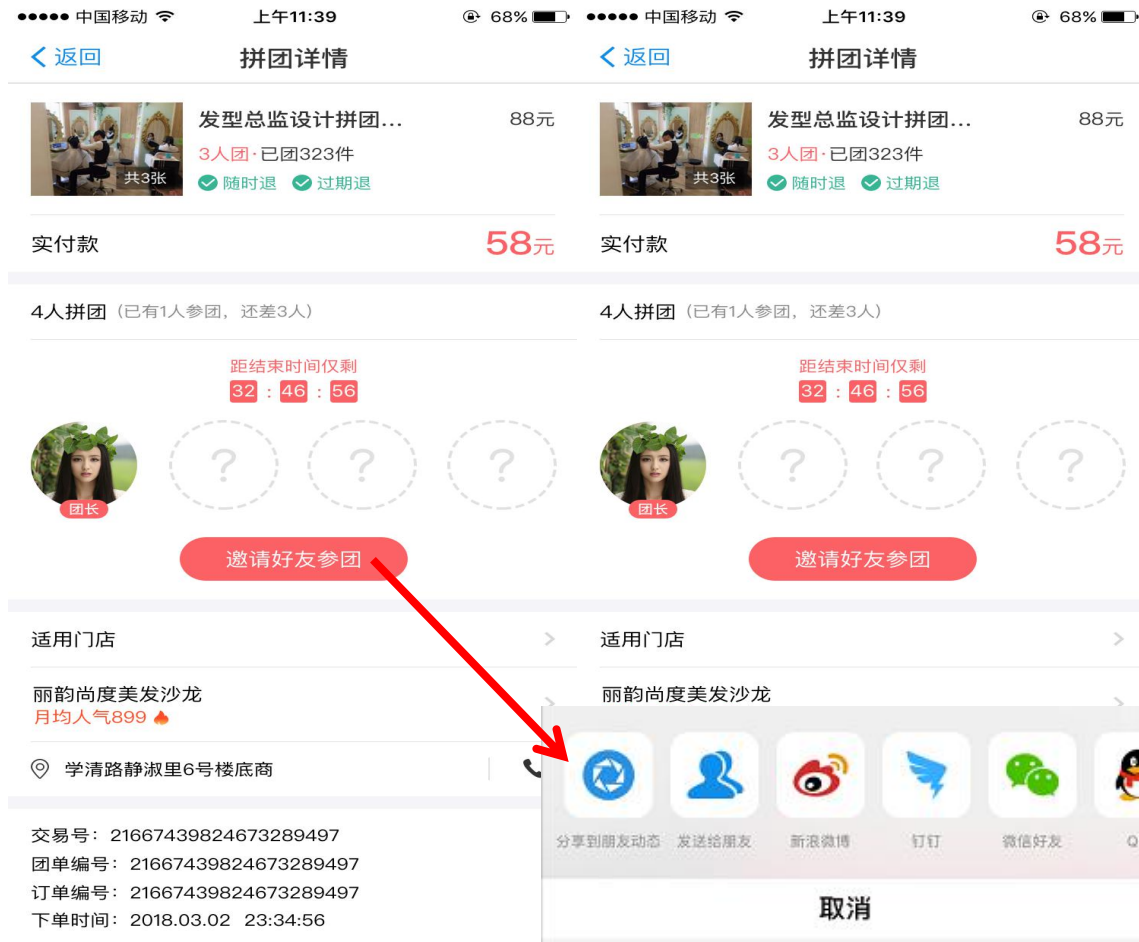 中国移动 上午11:39 68%
返回 拼团详情
发型总监设计拼团... 88元
3人团·已团323件
共3张
随时退 过期退
实付款 58元
4人拼团（已有1人参团，还差3人）
距结束时间仅剩
32 : 46 : 56
? ? ?
团长
邀请好友参团
适用门店
丽韵尚度美发沙龙
月均人气899
学清路静淑里6号楼底商
交易号：21667439824673289497
团单编号：21667439824673289497
订单编号：21667439824673289497
下单时间：2018.03.02 23:34:56
中国移动 上午11:39 68%
返回 拼团详情
发型总监设计拼团... 88元
3人团·已团323件
共3张
随时退 过期退
实付款 58元
4人拼团（已有1人参团，还差3人）
距结束时间仅剩
32 : 46 : 56
? ? ?
团长
邀请好友参团
适用门店
丽韵尚度美发沙龙
分享到朋友动态 发送给朋友 新浪微博 钉钉 微信好友 Q
取消